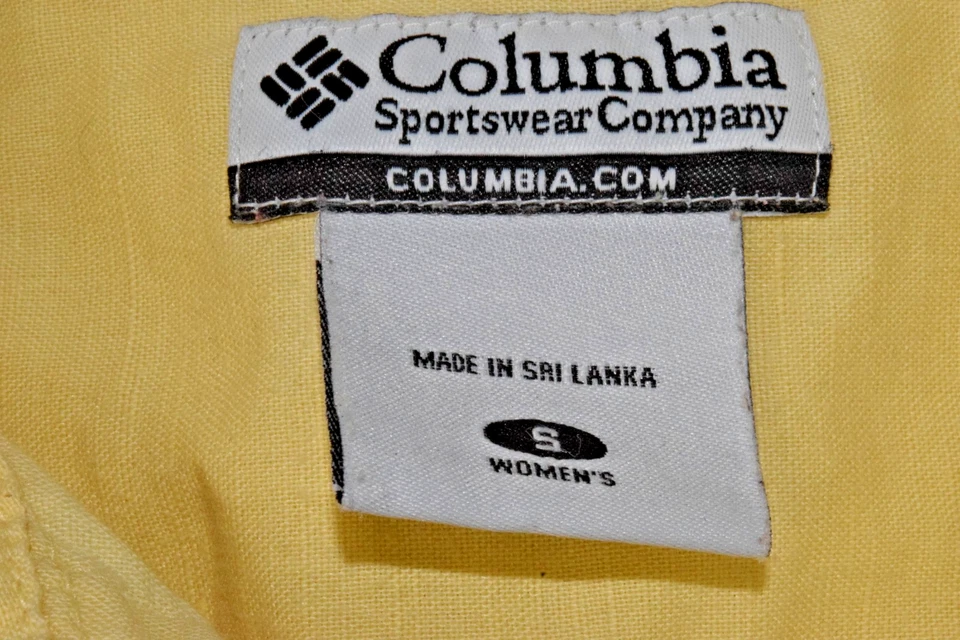 Columbia
Sportswear Company
COLUMBIA.COM
MADE IN SRI LANKA
S
WOMEN'S